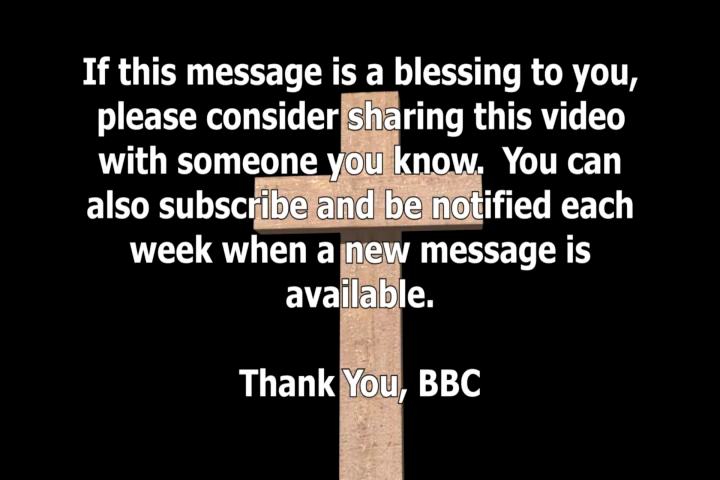 If this message is a blessing to you,
please consider sharing this video
with someone you know.  You can
also subscribe and be notified each
week when a new message is
available.
Thank You, BBC